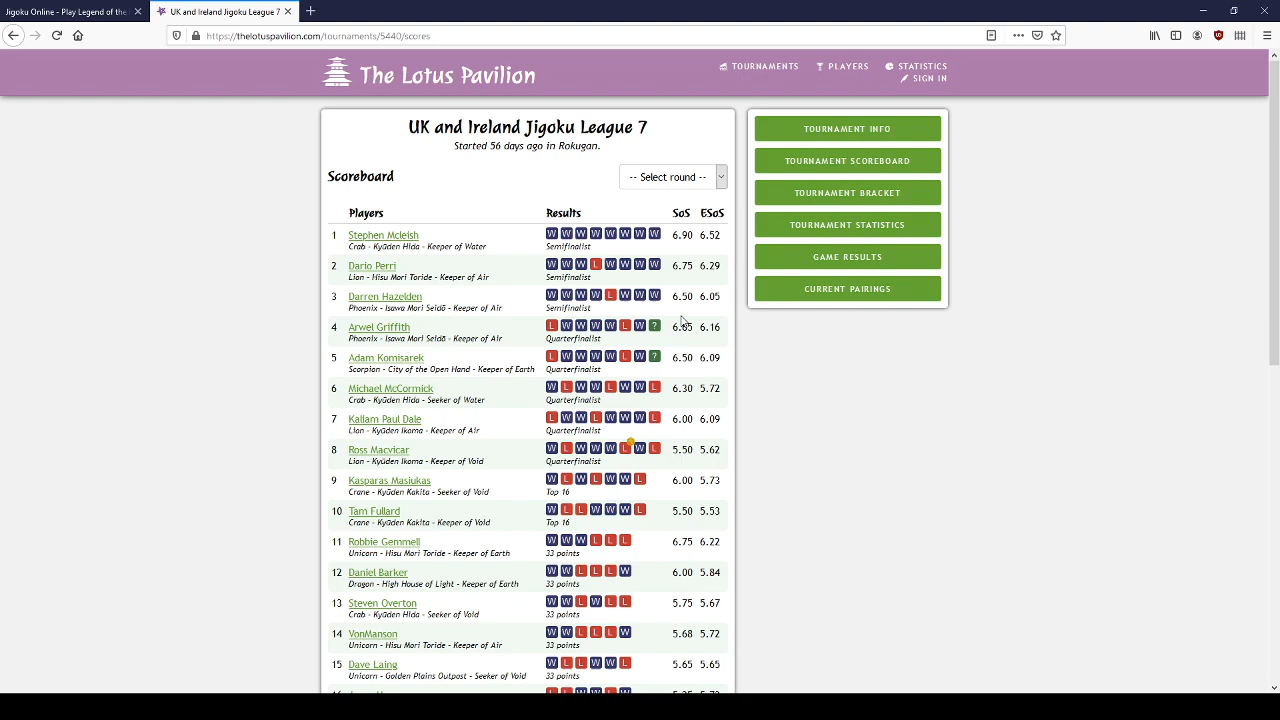 Jigoku Online - Play Legend of the
UK and Ireland Jigoku League 7
https://thelotuspavilion.com/tournaments/5440/scores
The Lotus Pavilion
TOURNAMENTS
PLAYERS
STATISTICS
SIGN IN
UK and Ireland Jigoku League 7
Started 56 days ago in Rokugan.
Scoreboard
-- Select round --
Players Results SoS ESoS
1 Stephen Mcleish W W W W W W W W 6.90 6.52
Crab - Kyūden Hida - Keeper of Water Semifinalist
2 Dario Perri W W W L W W W W 6.75 6.29
Lion - Hisu Mori Toride - Keeper of Air Semifinalist
3 Darren Hazelden W W W W L W W W 6.50 6.05
Phoenix - Isawa Mori Seidō - Keeper of Air Semifinalist
4 Arwel Griffith L W W W W L W ? 6.16
Phoenix - Isawa Mori Seidō - Keeper of Air Quarterfinalist
5 Adam Komisarek L W W W W L W ? 6.50 6.09
Scorpion - City of the Open Hand - Keeper of Earth Quarterfinalist
6 Michael McCormick W L W W L W W L 6.30 5.72
Crab - Kyūden Hida - Seeker of Water Quarterfinalist
7 Kallam Paul Dale L W W L W W W L 6.00 6.09
Lion - Kyūden Ikoma - Keeper of Air Quarterfinalist
8 Ross Macvicar W L W W W L W L 5.50 5.62
Lion - Kyūden Ikoma - Keeper of Void Quarterfinalist
9 Kasparas Masiukas W L W L W W L 6.00 5.73
Crane - Kyūden Kakita - Seeker of Void Top 16
10 Tam Fullard W L L W W W L 5.50 5.53
Crane - Kyūden Kakita - Keeper of Void Top 16
11 Robbie Gemmell W W W L L L 6.75 6.22
Unicorn - Hisu Mori Toride - Keeper of Earth 33 points
12 Daniel Barker W W L L L W 6.00 5.84
Dragon - High House of Light - Keeper of Earth 33 points
13 Steven Overton W W L W L L 5.75 5.67
Crab - Kyūden Hida - Seeker of Void 33 points
14 VonManson W W L L L W 5.68 5.72
Unicorn - Hisu Mori Toride - Keeper of Air 33 points
15 Dave Laing W L L W W L 5.65 5.65
Unicorn - Golden Plains Outpost - Seeker of Void 33 points
TOURNAMENT INFO
TOURNAMENT SCOREBOARD
TOURNAMENT BRACKET
TOURNAMENT STATISTICS
GAME RESULTS
CURRENT PAIRINGS